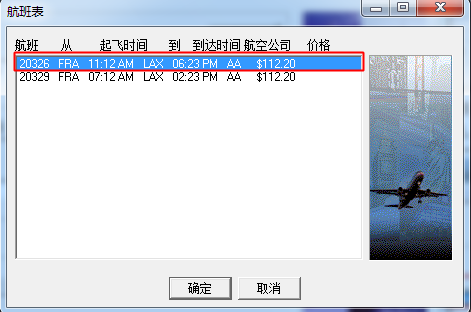 航班表
航班 从 起飞时间 到 到达时间 航空公司 价格
20326 FRA 11:12 AM LAX 06:23 PM AA $112.20
20329 FRA 07:12 AM LAX 02:23 PM AA $112.20
确定 取消